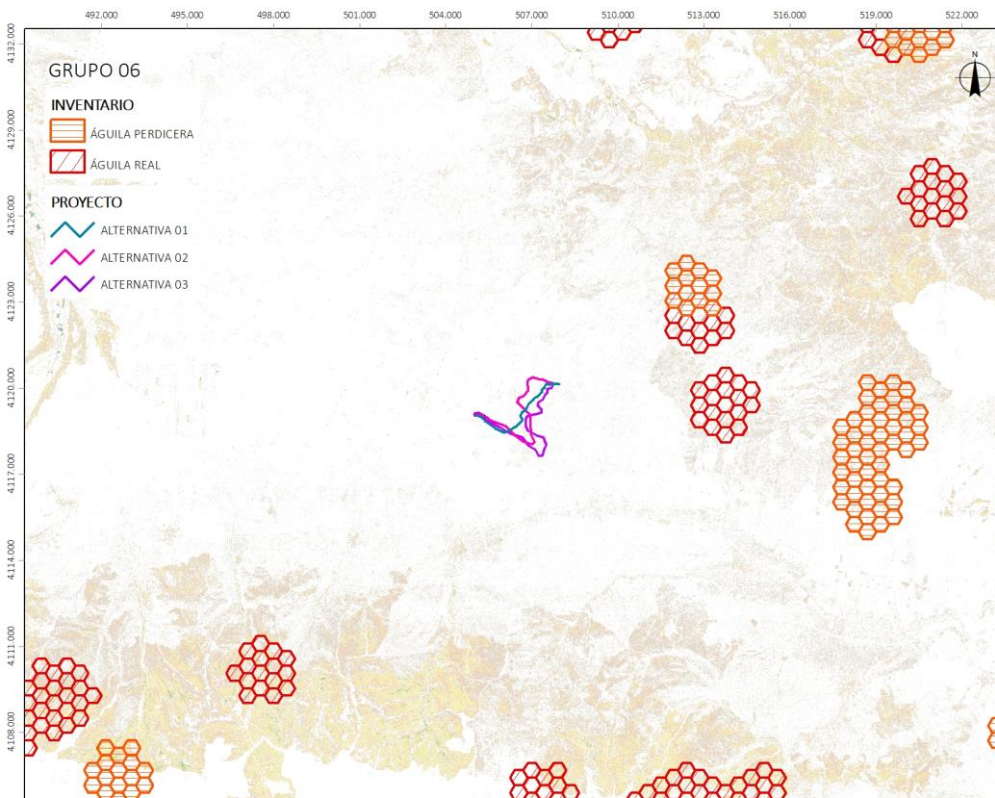 492.000 495.000 498.000 501.000 504.000 507.000 510.000 513.000 516.000 519.000 522.000
4.132.000
N
GRUPO 06
INVENTARIO
ÁGUILA PERDICERA
4.129.000
ÁGUILA REAL
PROYECTO
4.126.000
ALTERNATIVA 01
ALTERNATIVA 02
ALTERNATIVA 03
4.123.000
4.120.000
4.117.000
4.114.000
4.111.000
4.108.000